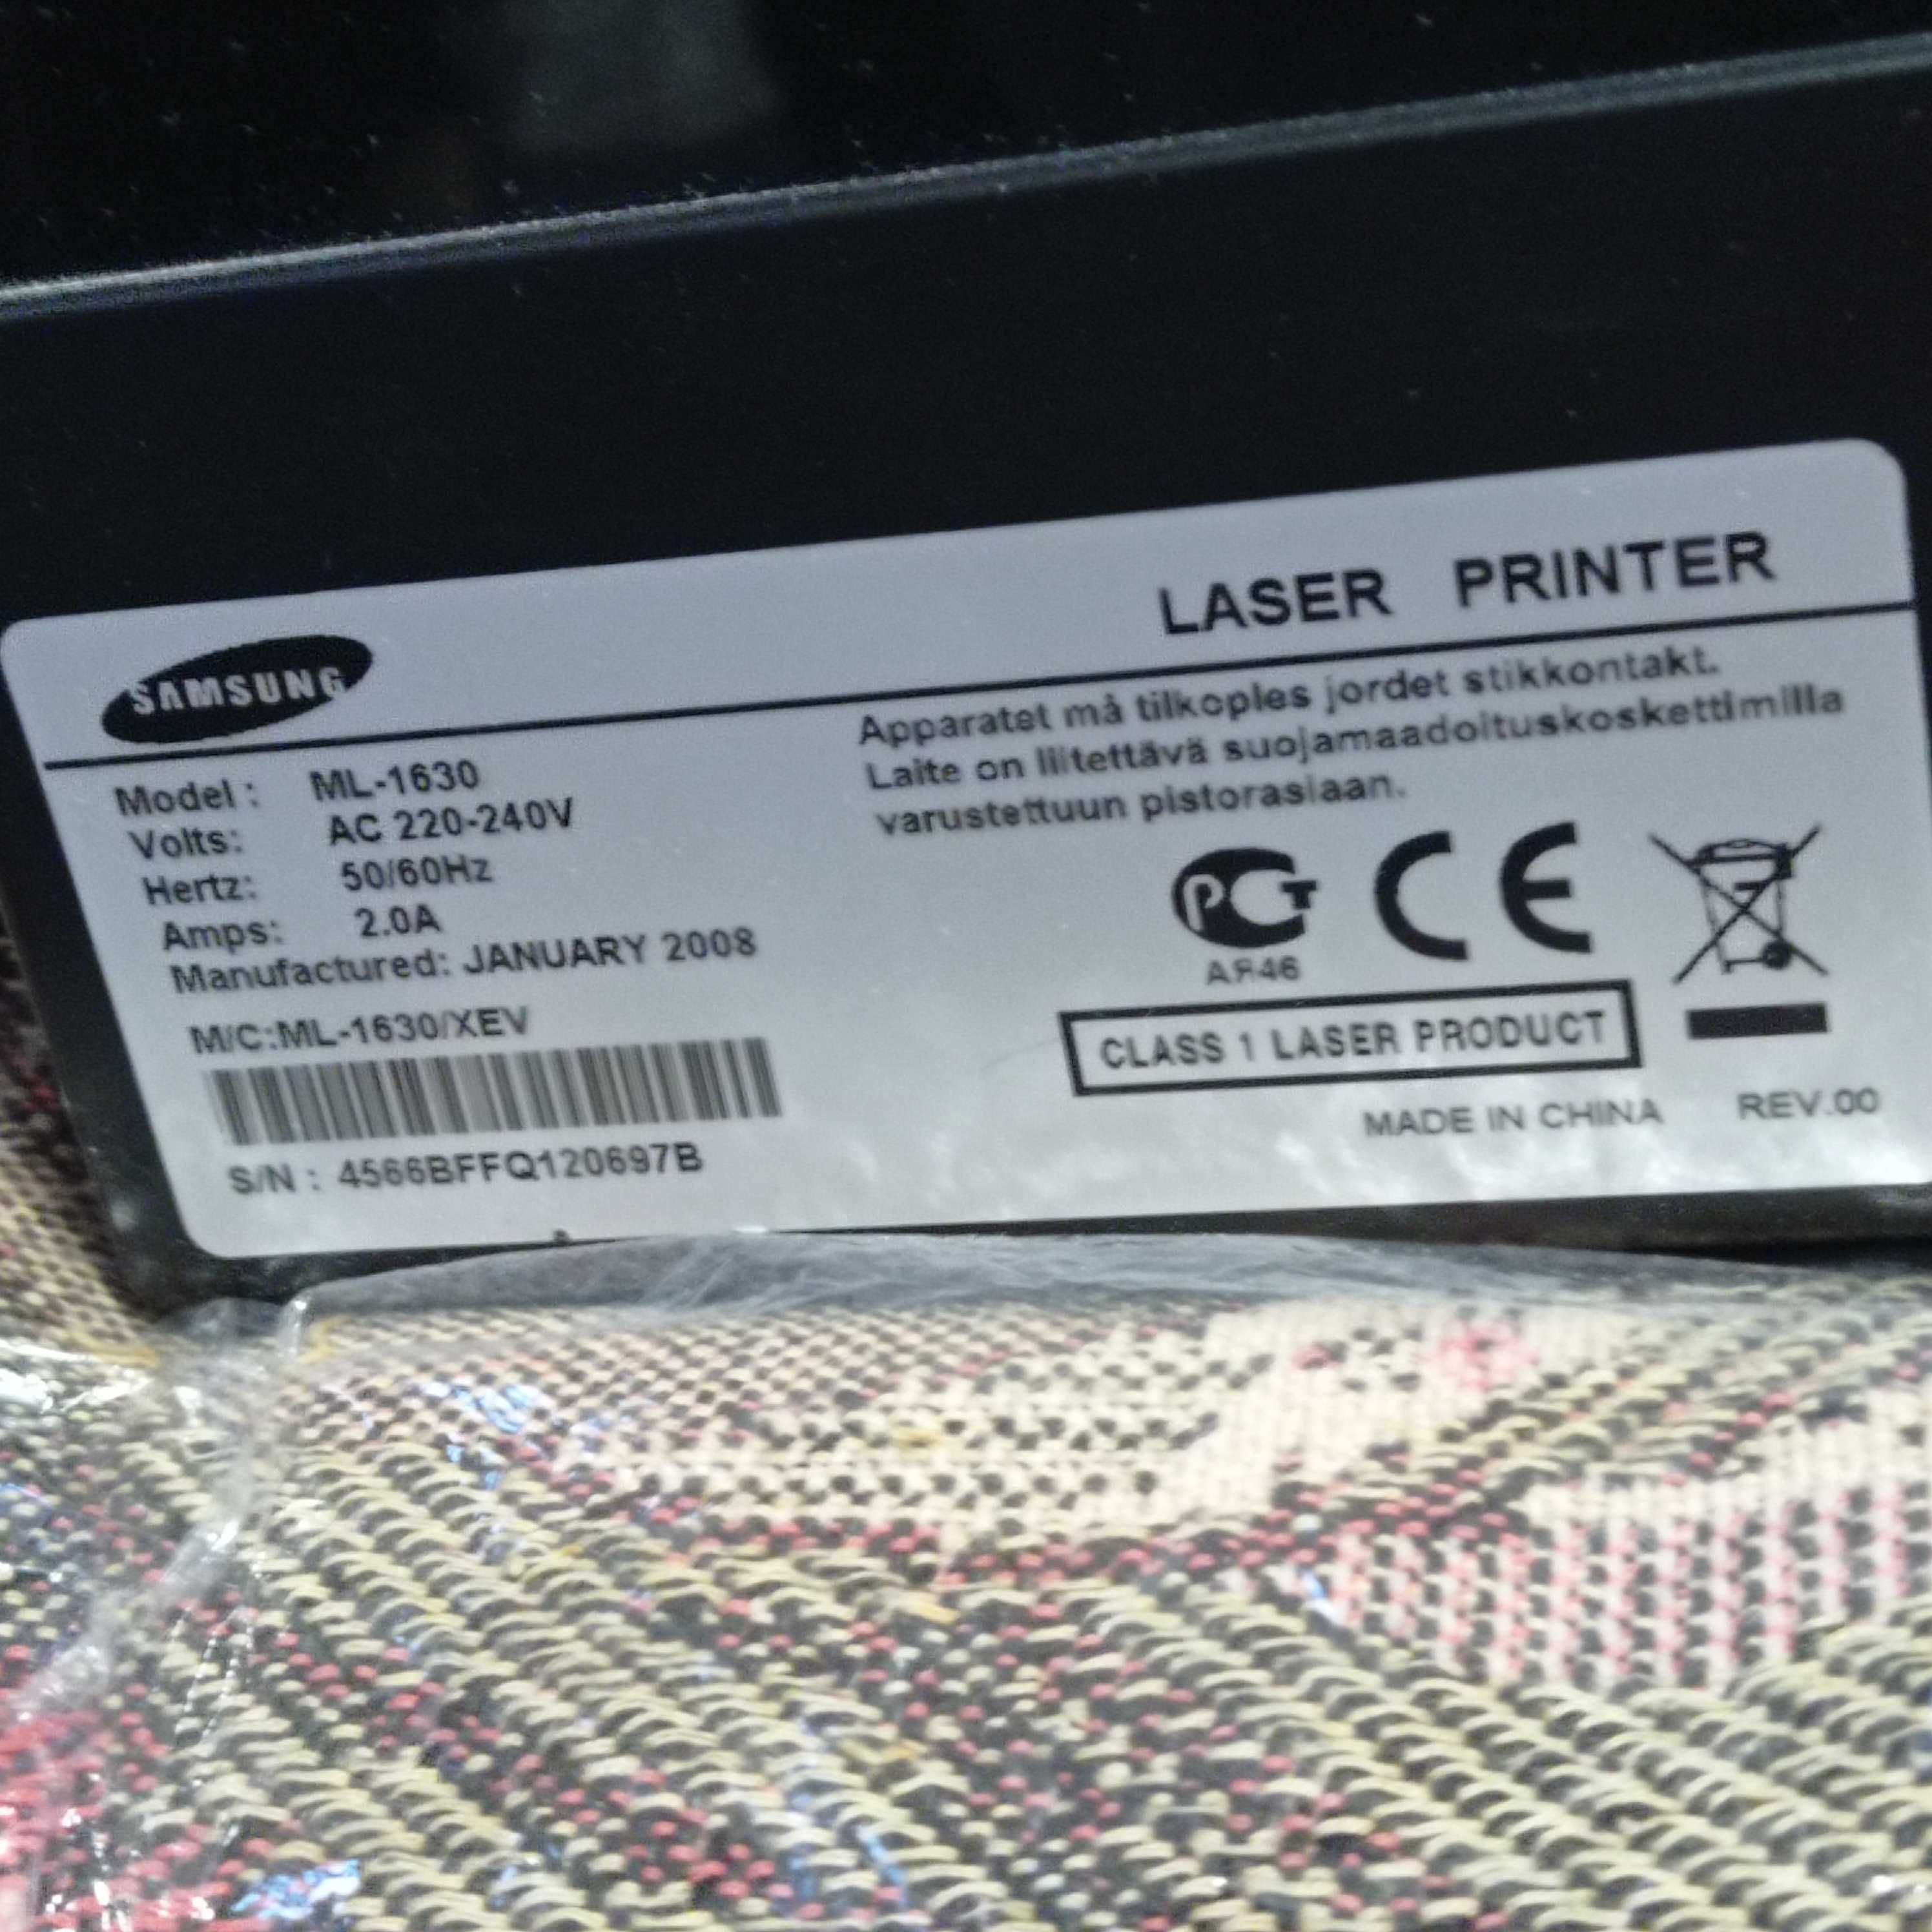 SAMSUNG
LASER PRINTER
Model : ML-1630
Volts: AC 220-240V
Hertz: 50/60Hz
Amps: 2.0A
Manufactured: JANUARY 2008
M/C:ML-1630/XEV
S/N : 4566BFFQ120697B
Apparatet må tilkoples jordet stikkontakt.
Laite on liitettävä suojamaadoituskoskettimilla
varustettuun pistorasiaan.
РСТ
АЯ46
CE
CLASS 1 LASER PRODUCT
MADE IN CHINA REV.00